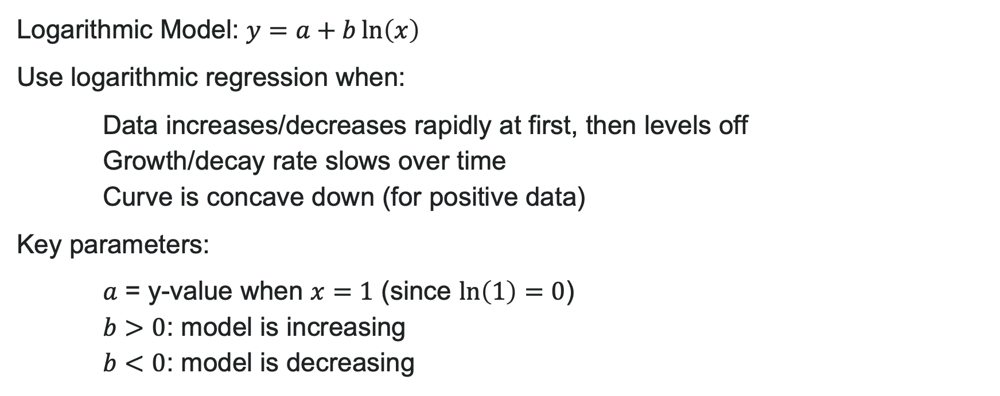 Logarithmic Model: y = a + b ln(x)
Use logarithmic regression when:
Data increases/decreases rapidly at first, then levels off
Growth/decay rate slows over time
Curve is concave down (for positive data)
Key parameters:
a = y-value when x = 1 (since ln(1) = 0)
b > 0: model is increasing
b < 0: model is decreasing